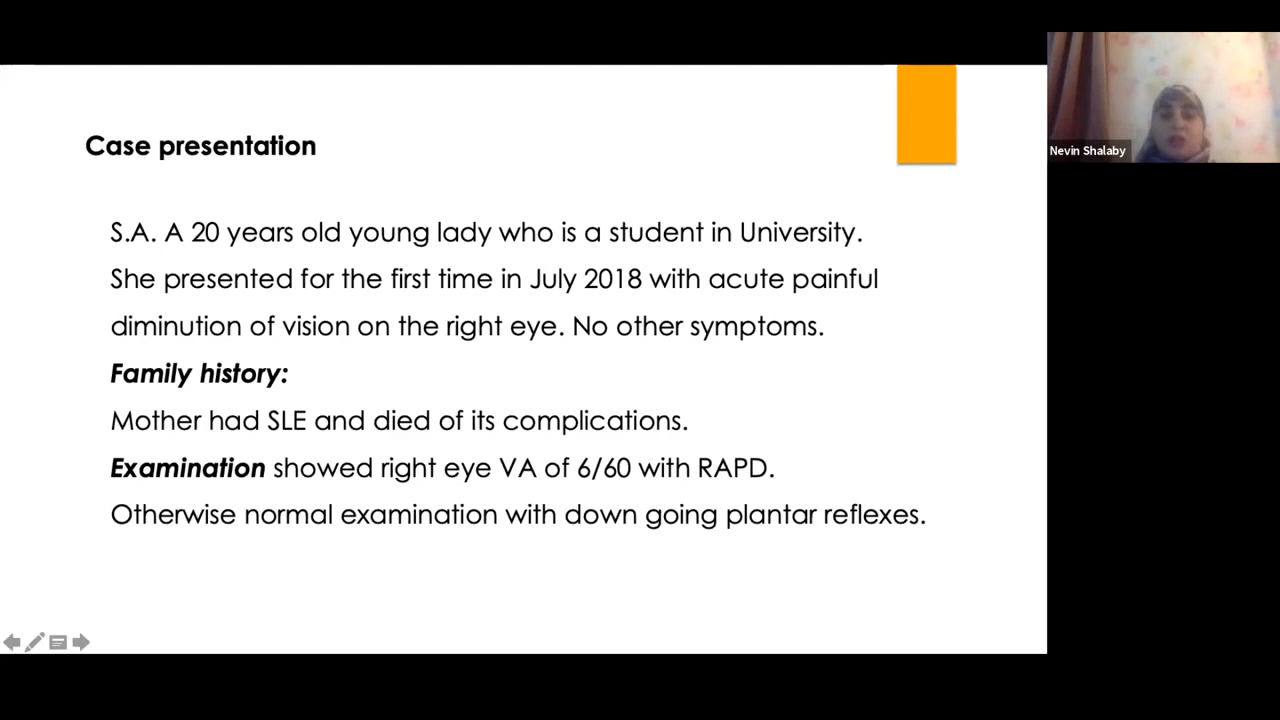 Case presentation
S.A. A 20 years old young lady who is a student in University.
She presented for the first time in July 2018 with acute painful
diminution of vision on the right eye. No other symptoms.
Family history:
Mother had SLE and died of its complications.
Examination showed right eye VA of 6/60 with RAPD.
Otherwise normal examination with down going plantar reflexes.
Nevin Shalaby